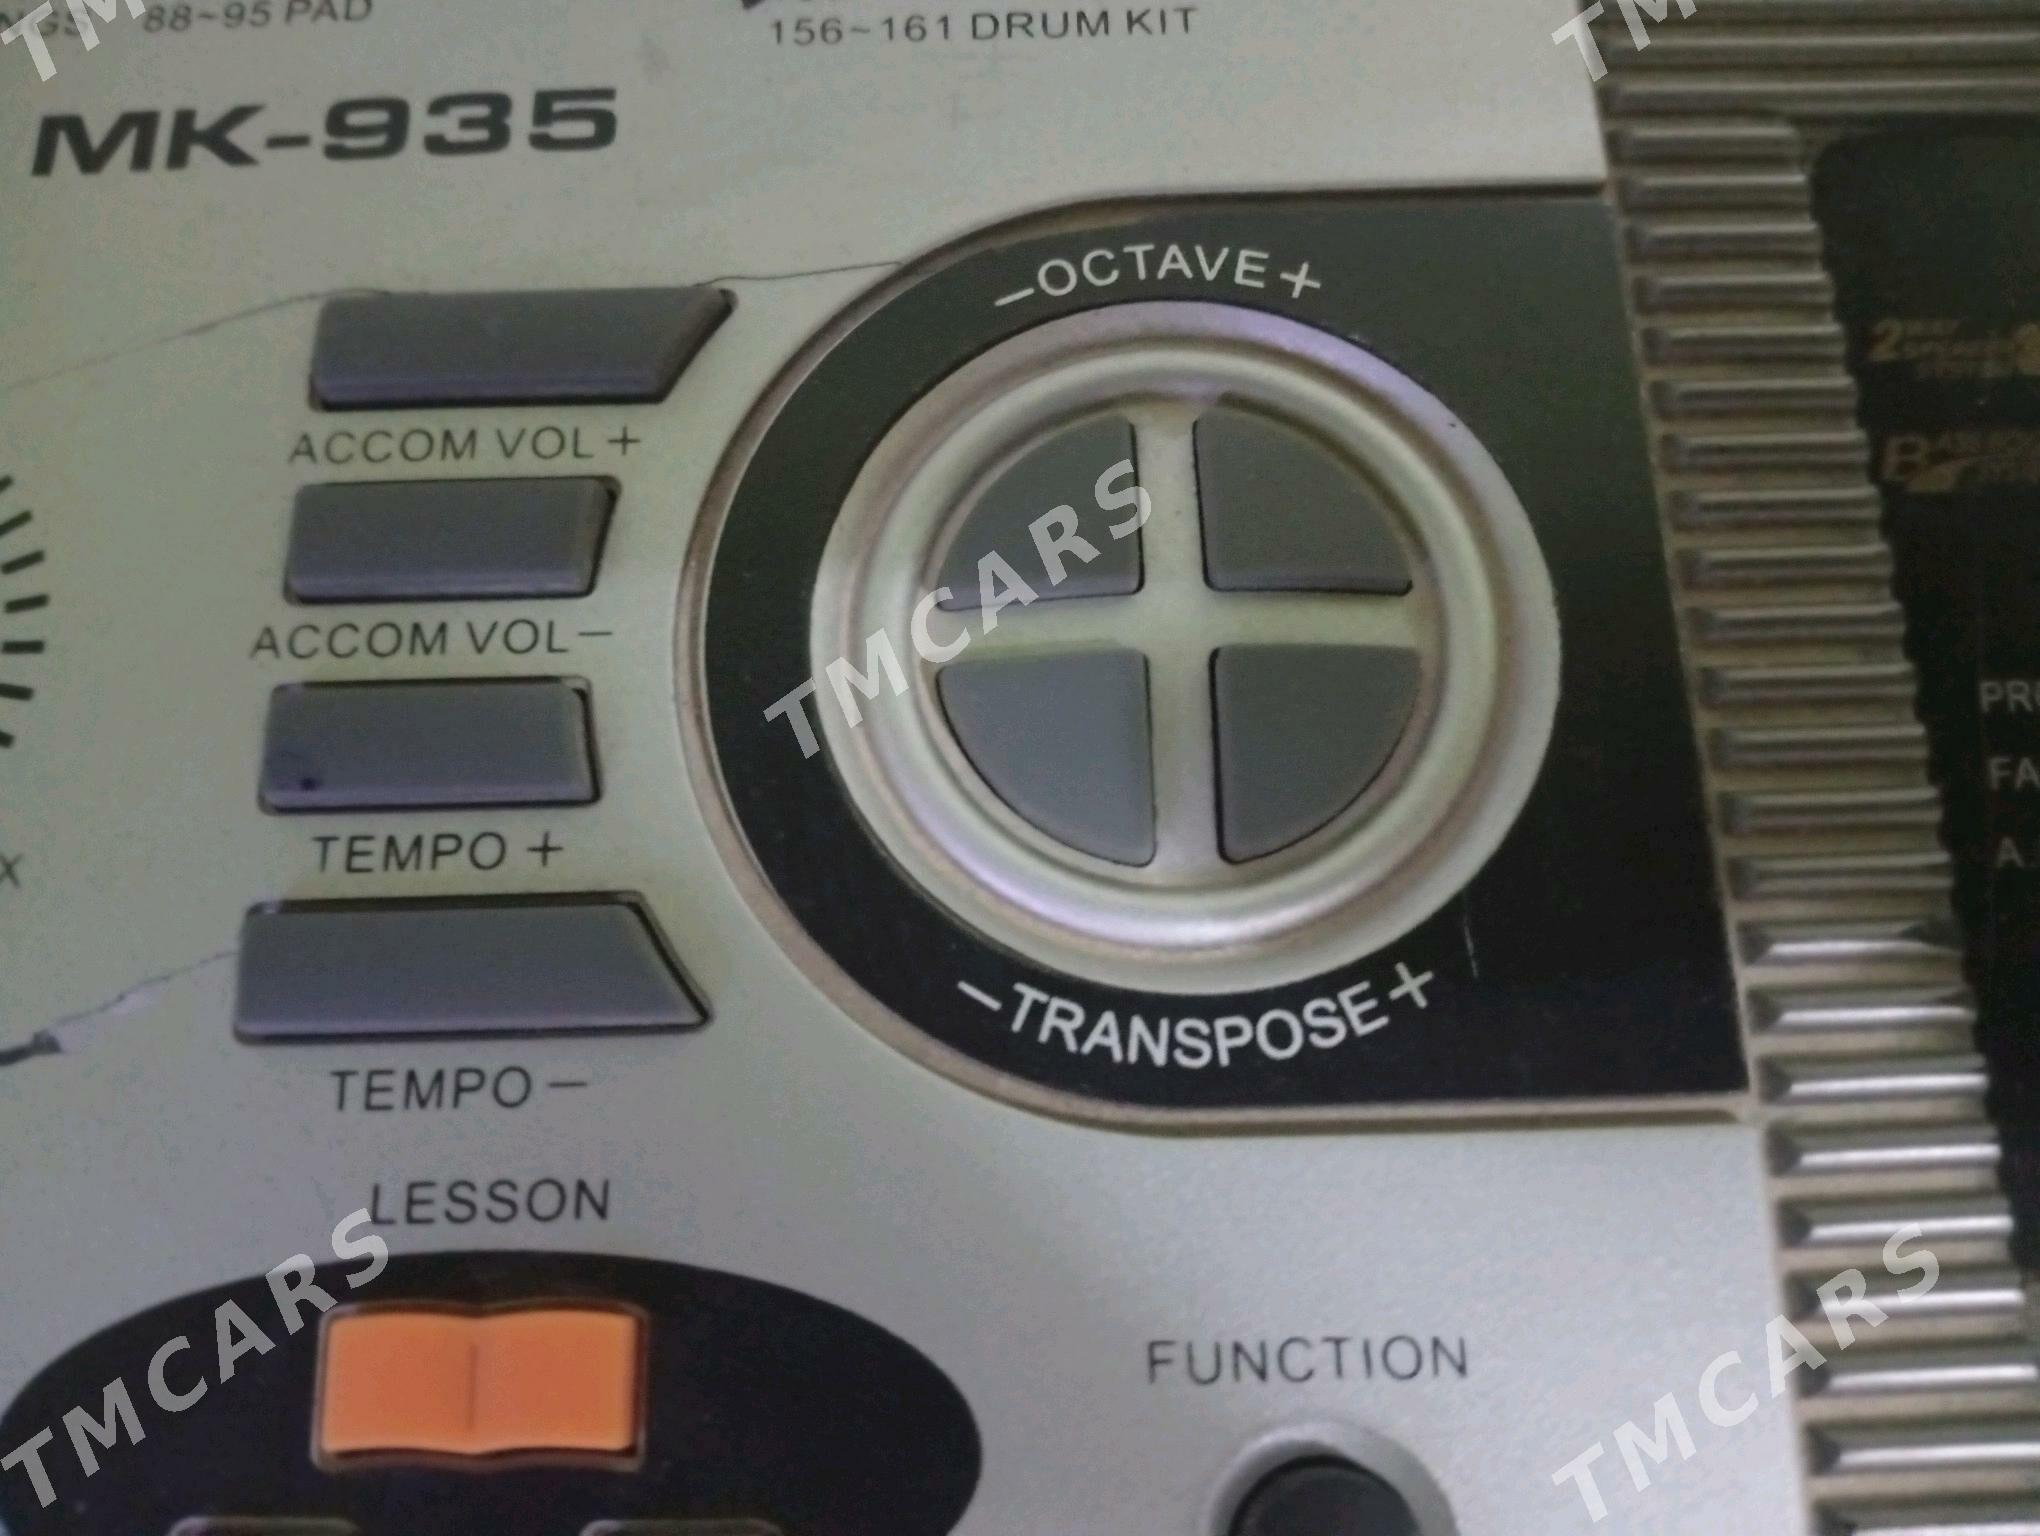 88~95 PAD
156~161 DRUM KIT
MK-935
–OCTAVE+
ACCOM VOL+
ACCOM VOL–
TEMPO +
–TRANSPOSE+
TEMPO –
LESSON
FUNCTION
TMCARS
TMCARS
TMCARS